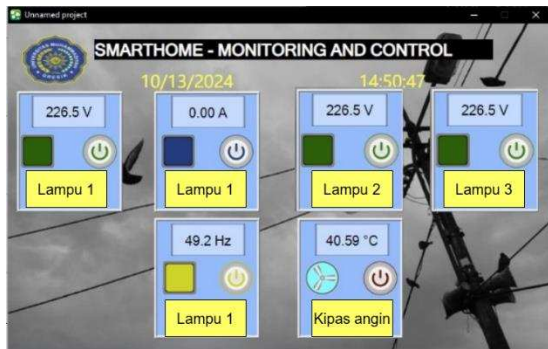 Unnamed project
SMARTHOME - MONITORING AND CONTROL
10/13/2024
14:50:47
226.5 V
0.00 A
226.5 V
226.5 V
Lampu 1
Lampu 1
Lampu 2
Lampu 3
49.2 Hz
40.59 °C
Lampu 1
Kipas angin